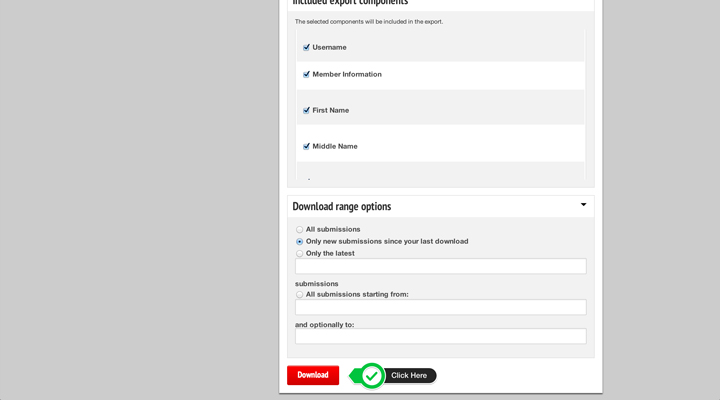 Included export components
The selected components will be included in the export.
Username
Member Information
First Name
Middle Name
Download range options
All submissions
Only new submissions since your last download
Only the latest
submissions
All submissions starting from:
and optionally to:
Download
Click Here